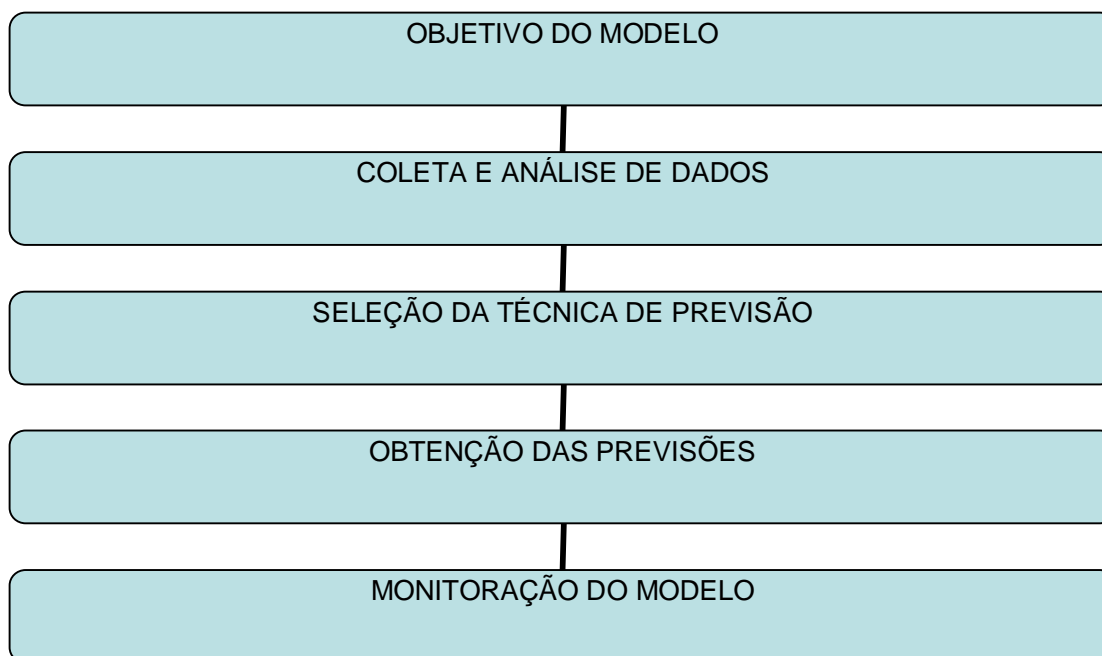 OBJETIVO DO MODELO
COLETA E ANÁLISE DE DADOS
SELEÇÃO DA TÉCNICA DE PREVISÃO
OBTENÇÃO DAS PREVISÕES
MONITORAÇÃO DO MODELO